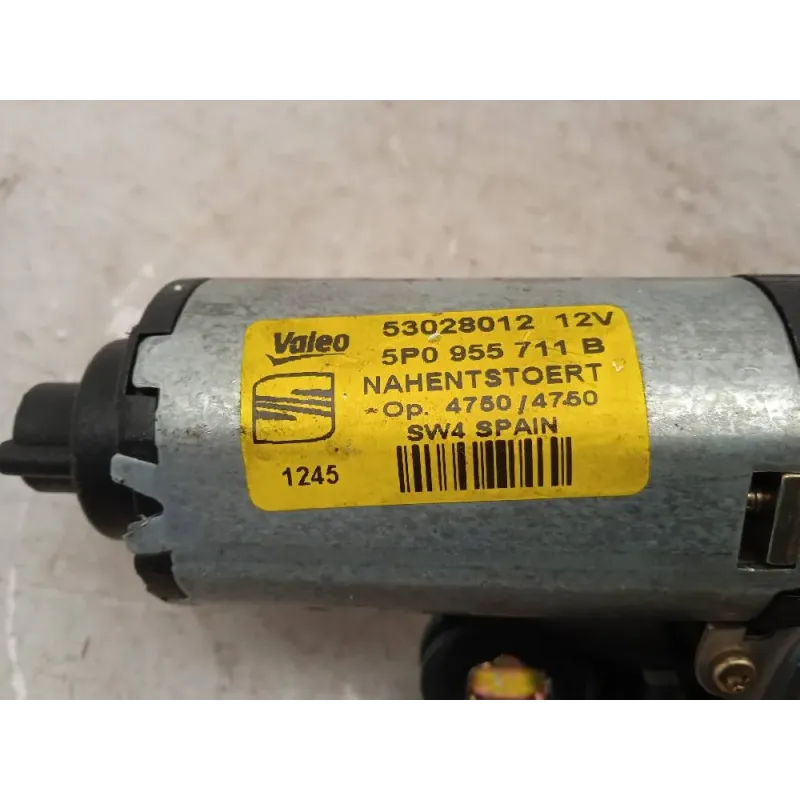 Valeo 53028012 12V
5P0 955 711 B
NAHENTSTOERT
Op. 4750/4750
SW4 SPAIN
1245